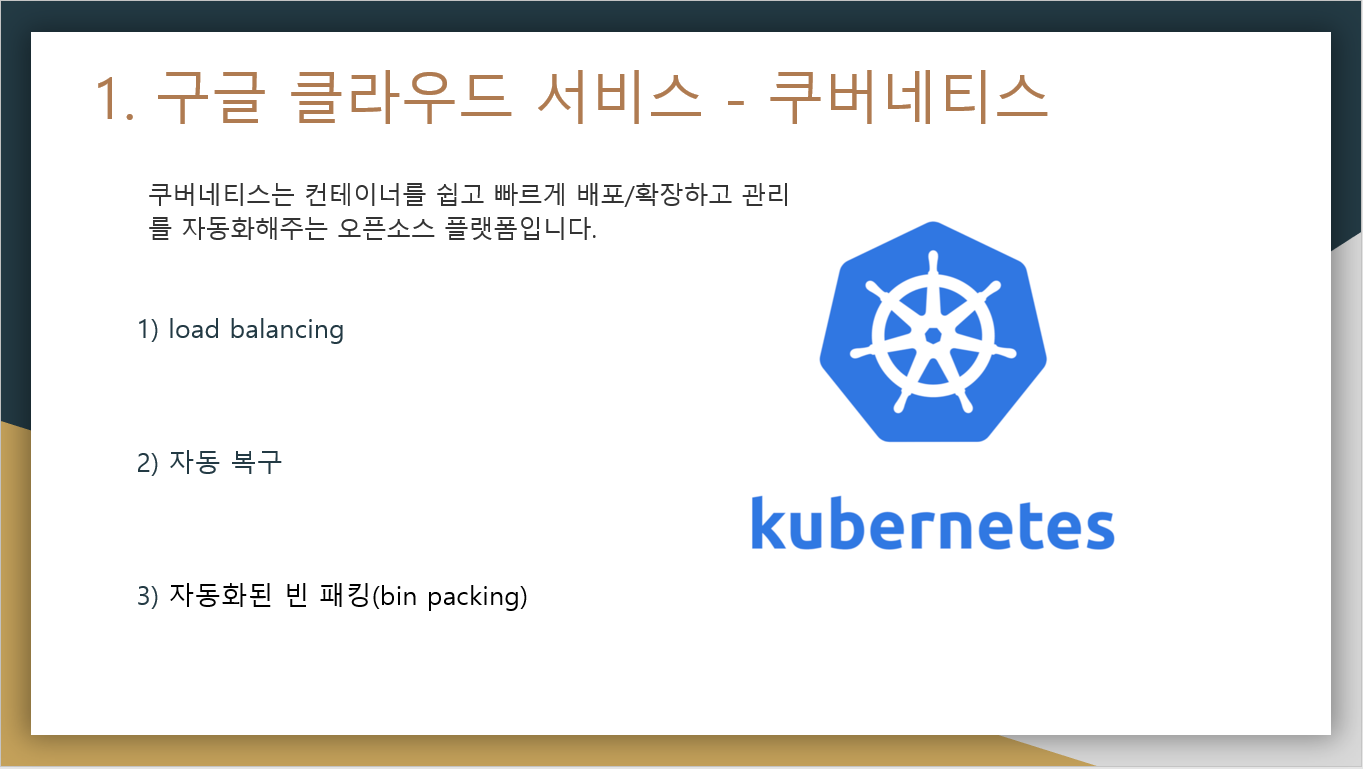 1. 구글 클라우드 서비스 - 쿠버네티스
쿠버네티스는 컨테이너를 쉽고 빠르게 배포/확장하고 관리
를 자동화해주는 오픈소스 플랫폼입니다.
1) load balancing
2) 자동 복구
3) 자동화된 빈 패킹(bin packing)
kubernetes